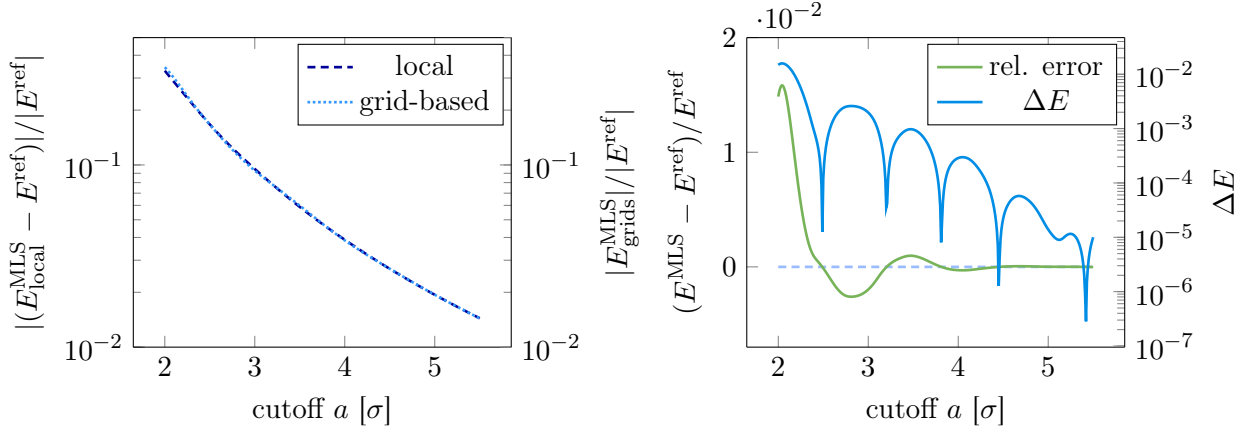 |(E^MLS_local − E^ref)|/|E^ref|
10^−1
10^−2
local
grid-based
2
3
4
5
cutoff a [σ]
10^−1
10^−2
|E^MLS_grids|/|E^ref|
(E^MLS − E^ref)/E^ref
·10^−2
2
1
0
rel. error
ΔE
2
3
4
5
cutoff a [σ]
10^−2
10^−3
10^−4
10^−5
10^−6
10^−7
ΔE